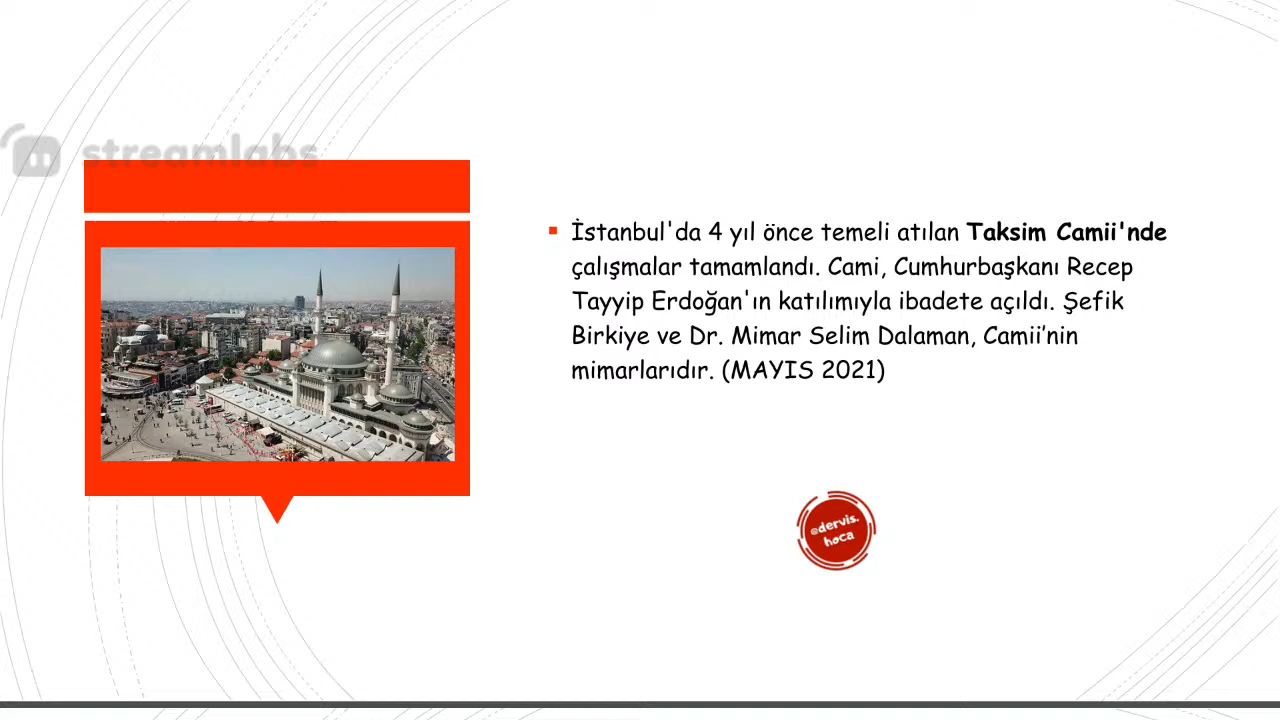 streamlabs
İstanbul'da 4 yıl önce temeli atılan Taksim Camii'nde
çalışmalar tamamlandı. Cami, Cumhurbaşkanı Recep
Tayyip Erdoğan'ın katılımıyla ibadete açıldı. Şefik
Birkiye ve Dr. Mimar Selim Dalaman, Camii’nin
mimarlarıdır. (MAYIS 2021)
@dervis.
hoca